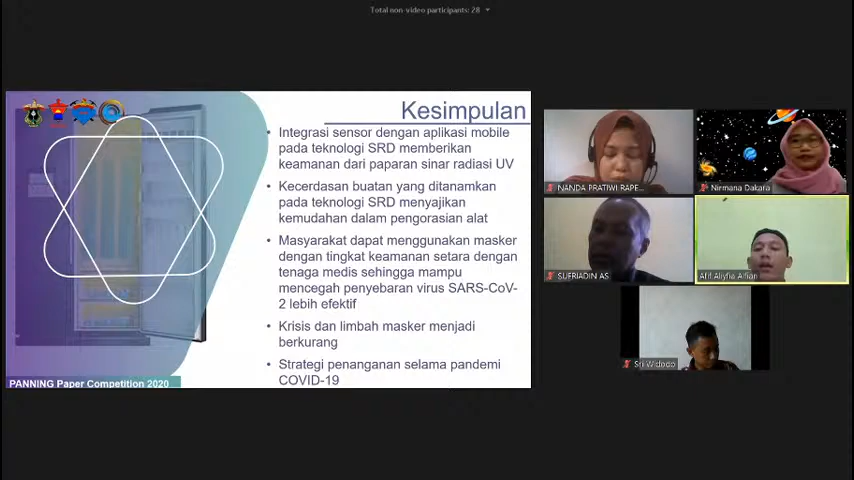 Total non-video participants: 28
Kesimpulan
• Integrasi sensor dengan aplikasi mobile
pada teknologi SRD memberikan
keamanan dari paparan sinar radiasi UV
• Kecerdasan buatan yang ditanamkan
pada teknologi SRD menyajikan
kemudahan dalam pengorasian alat
• Masyarakat dapat menggunakan masker
dengan tingkat keamanan setara dengan
tenaga medis sehingga mampu
mencegah penyebaran virus SARS-CoV-
2 lebih efektif
• Krisis dan limbah masker menjadi
berkurang
• Strategi penanganan selama pandemi
COVID-19
PANNING Paper Competition 2020
NANDA PRATIWI RAPE...
Nirmana Dakara
SUFRIADIN AS
Afif Aliyfia Alfian
Sri Widodo